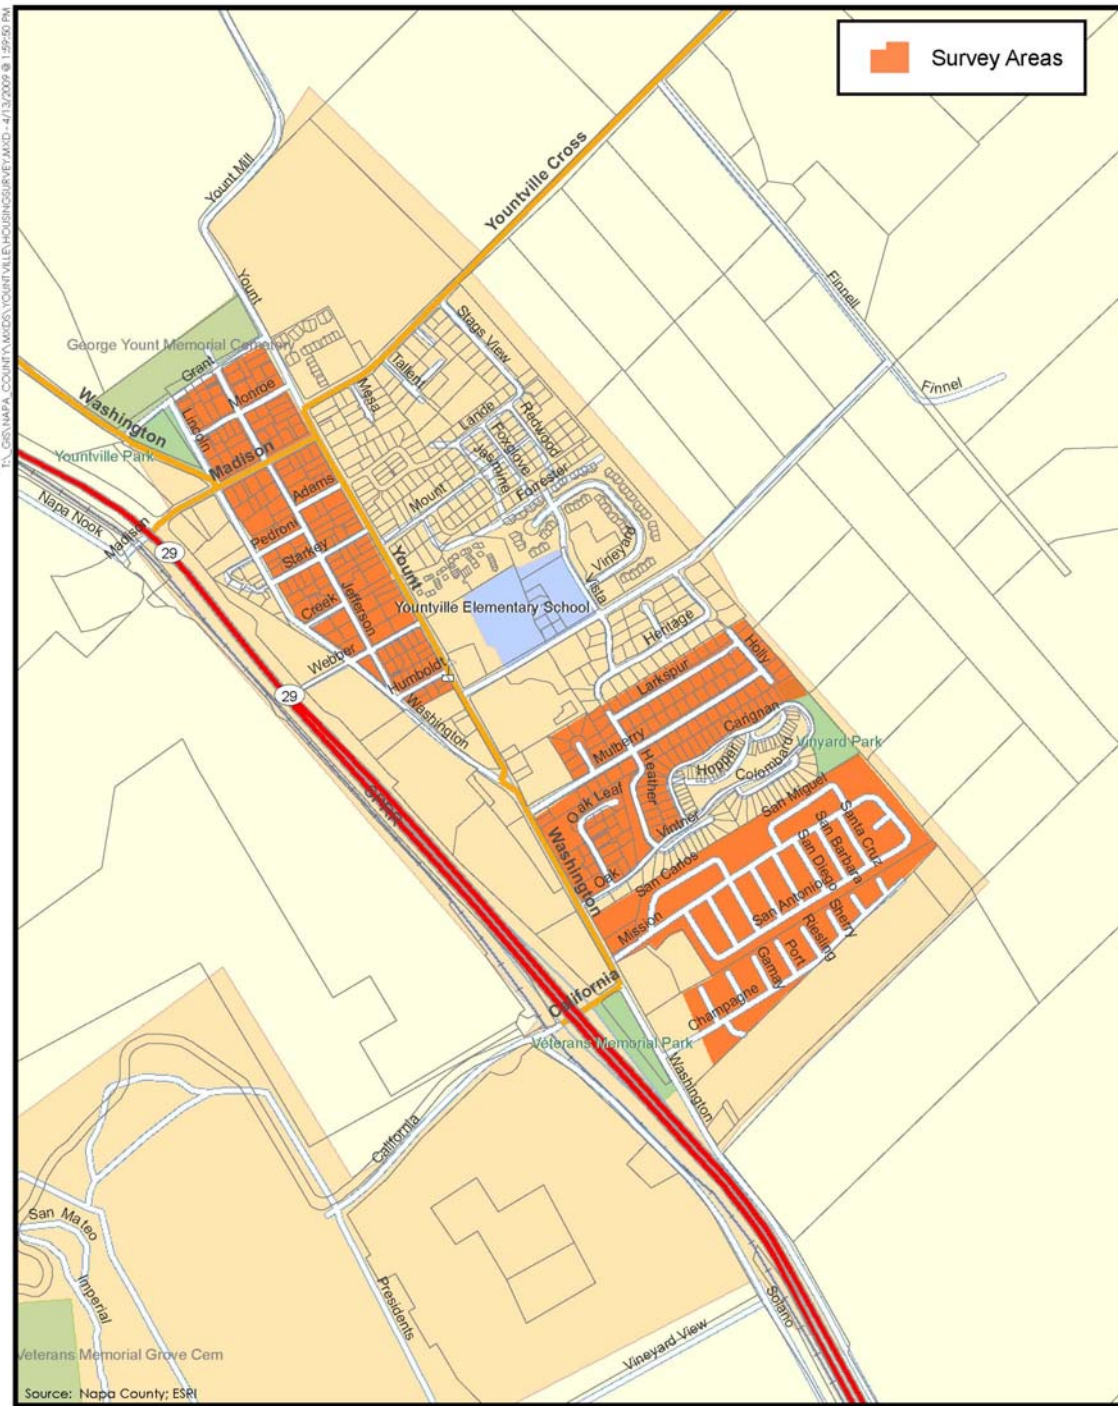 T:\_GIS\NAPA_COUNTY\MXDS\YOUNTVILLE\HOUSINGSURVEY.MXD - 4/13/2009 @ 1:59:50 PM
Survey Areas
Yount Mill
Yountville Cross
Yount
Finnell
Stags View
George Yount Memorial Cemetery
Grant
Tallent
Monroe
Mesa
Finnel
Washington
Lincoln
Lande
Redwood
Foxglove
Madison
Yountville Park
Jasmine
Adams
Mount
Forrester
Napa Nook
Pedroni
Madison
29
Starkey
Vineyard
Yount
Jefferson
Vista
Creek
Yountville Elementary School
Heritage
Webber
Holly
Humboldt
Larkspur
29
Washington
Carignan
Mulberry
Vinyard Park
Hopper
Heather
Colombard
SPRR
Oak Leaf
San Miguel
Vintner
Santa Cruz
San Barbara
Washington
San Diego
Oak
San Carlos
San Antonio
Sherry
Mission
Riesling
Port
Gamay
California
Champagne
Veterans Memorial Park
Washington
California
San Mateo
Imperial
Presidents
Solano
Vineyard View
Veterans Memorial Grove Cem
Source: Napa County; ESRI